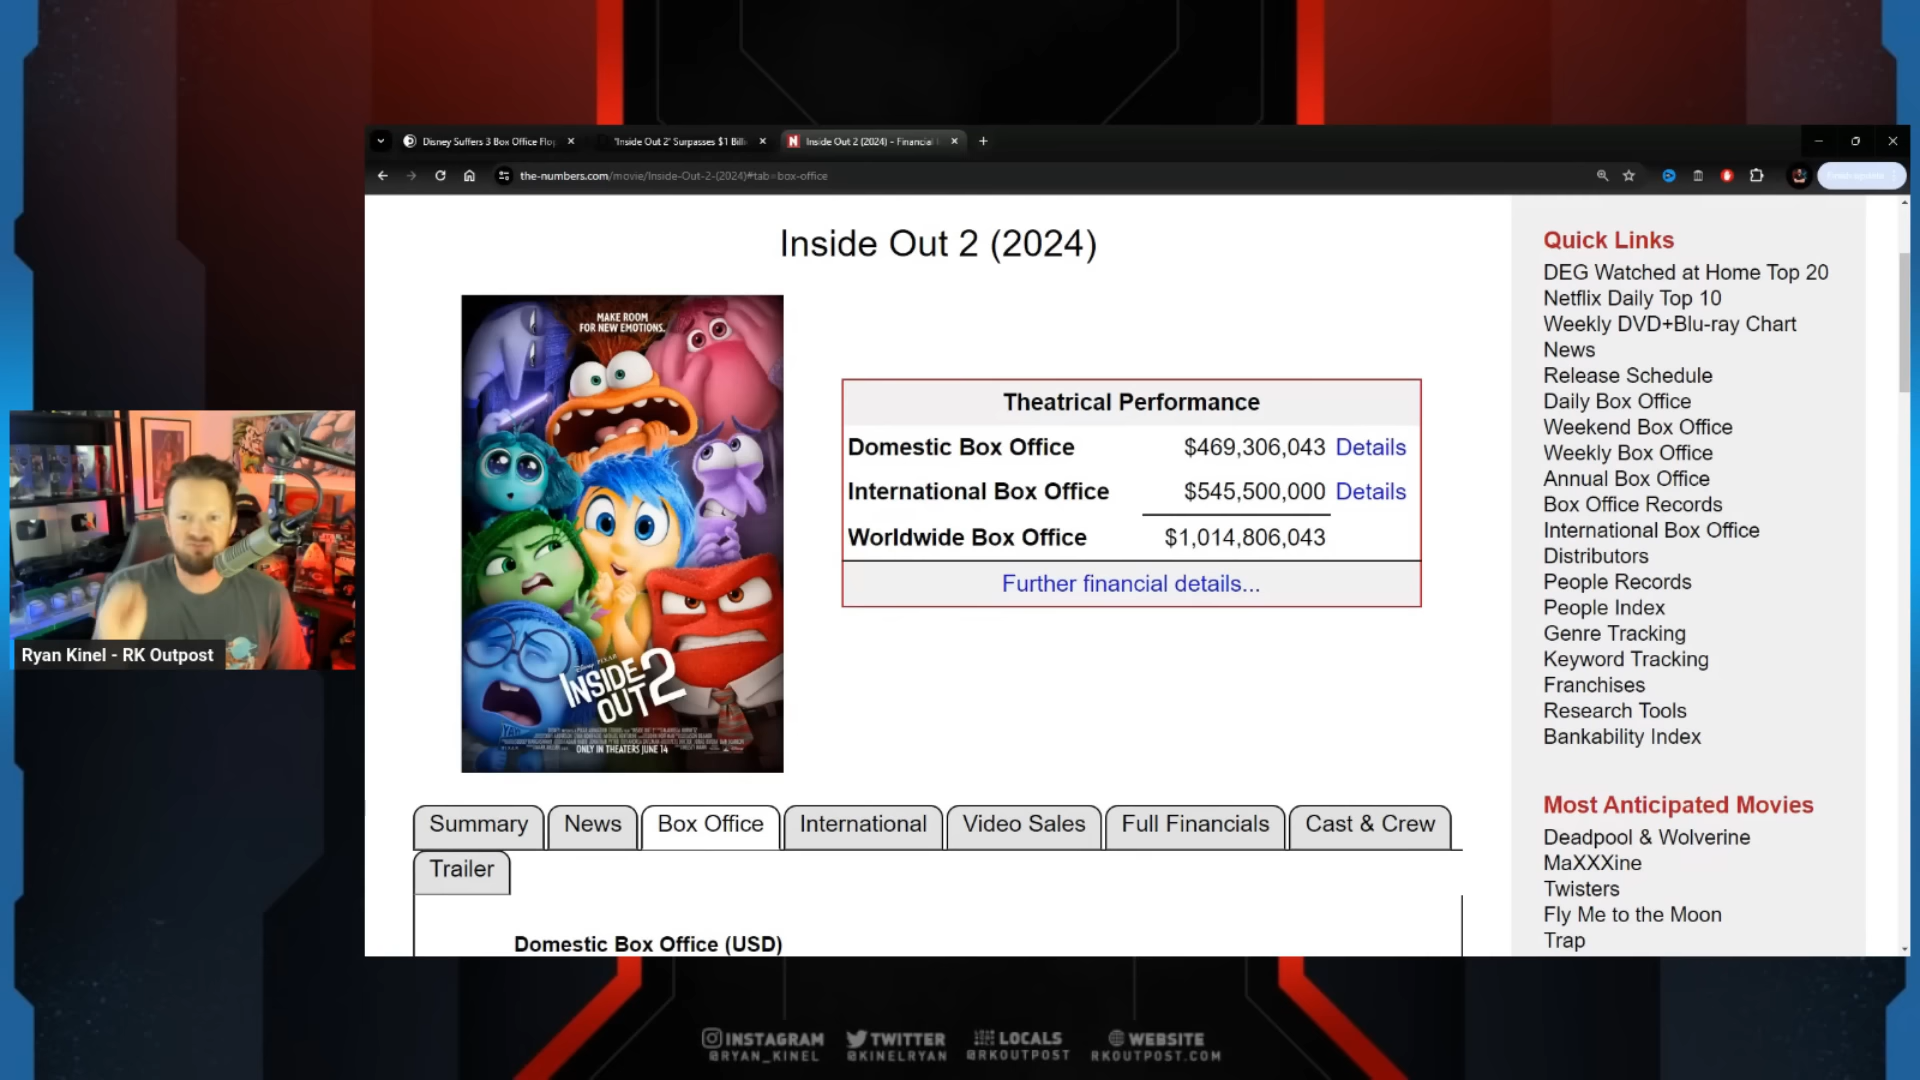 Disney Suffers 3 Box Office Flop
'Inside Out 2' Surpasses $1 Billi
Inside Out 2 (2024) - Financial
the-numbers.com/movie/Inside-Out-2-(2024)#tab=box-office
Inside Out 2 (2024)
MAKE ROOM
FOR NEW EMOTIONS.
Disney PIXAR
INSIDE
OUT 2
ONLY IN THEATERS JUNE 14
Theatrical Performance
Domestic Box Office $469,306,043 Details
International Box Office $545,500,000 Details
Worldwide Box Office $1,014,806,043
Further financial details...
Summary News Box Office International Video Sales Full Financials Cast & Crew
Trailer
Domestic Box Office (USD)
Quick Links
DEG Watched at Home Top 20
Netflix Daily Top 10
Weekly DVD+Blu-ray Chart
News
Release Schedule
Daily Box Office
Weekend Box Office
Weekly Box Office
Annual Box Office
Box Office Records
International Box Office
Distributors
People Records
People Index
Genre Tracking
Keyword Tracking
Franchises
Research Tools
Bankability Index
Most Anticipated Movies
Deadpool & Wolverine
MaXXXine
Twisters
Fly Me to the Moon
Trap
Ryan Kinel - RK Outpost
INSTAGRAM TWITTER LOCALS WEBSITE
@RYAN_KINEL @KINELRYAN @RKOUTPOST RKOUTPOST.COM